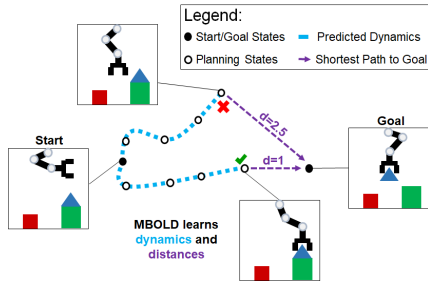 Legend:
Start/Goal States
Predicted Dynamics
Planning States
Shortest Path to Goal
d=2.5
Start
Goal
d=1
MBOLD learns
dynamics and
distances